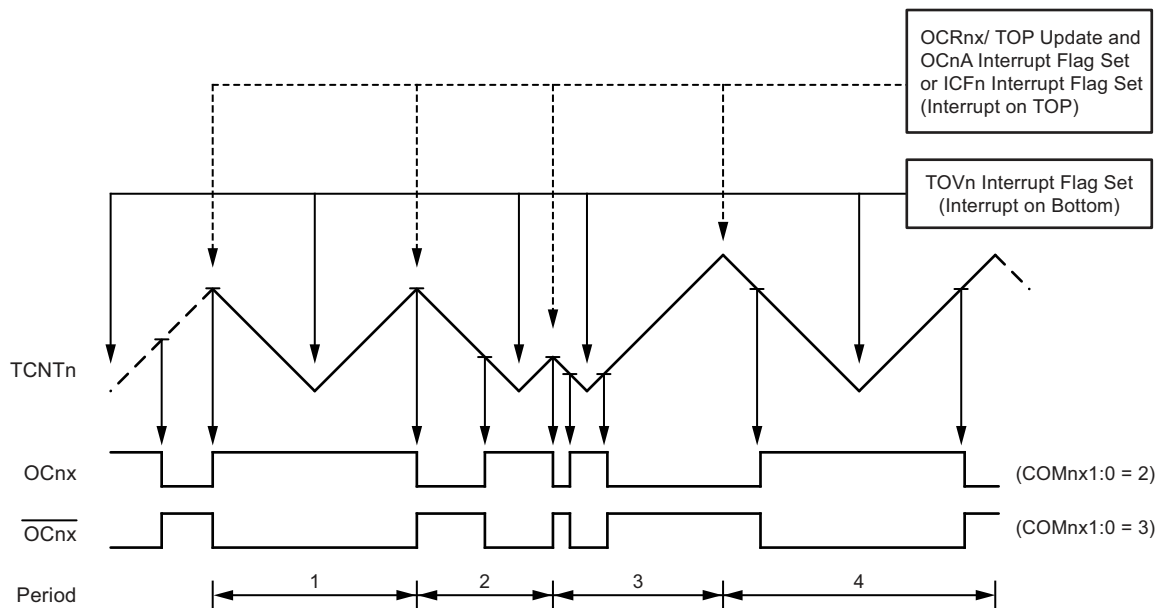 OCRnx/ TOP Update and
OCnA Interrupt Flag Set
or ICFn Interrupt Flag Set
(Interrupt on TOP)
TOVn Interrupt Flag Set
(Interrupt on Bottom)
TCNTn
OCnx
(COMnx1:0 = 2)
OCnx
(COMnx1:0 = 3)
Period
1
2
3
4